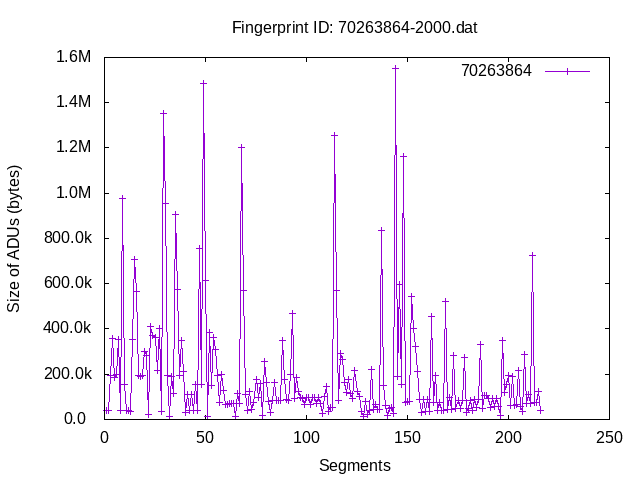 Fingerprint ID: 70263864-2000.dat
70263864
1.6M
1.4M
1.2M
1.0M
800.0k
600.0k
400.0k
200.0k
0.0
Size of ADUs (bytes)
0 50 100 150 200 250
Segments